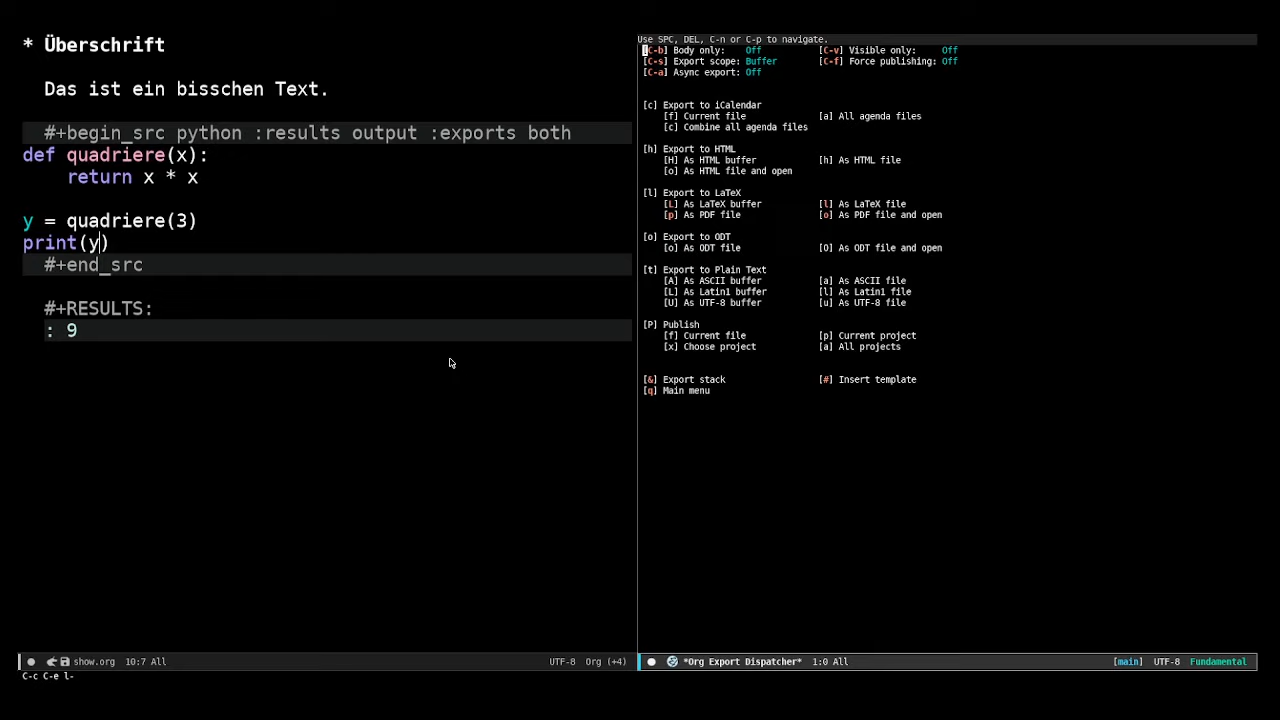 * Überschrift
Das ist ein bisschen Text.
#+begin_src python :results output :exports both
def quadriere(x):
return x * x
y = quadriere(3)
print(y)
#+end_src
#+RESULTS:
: 9
show.org 10:7 All UTF-8 Org (+4)
C-c C-e l-
Use SPC, DEL, C-n or C-p to navigate.
[C-b] Body only: Off [C-v] Visible only: Off
[C-s] Export scope: Buffer [C-f] Force publishing: Off
[C-a] Async export: Off
[c] Export to iCalendar
[f] Current file [a] All agenda files
[c] Combine all agenda files
[h] Export to HTML
[H] As HTML buffer [h] As HTML file
[o] As HTML file and open
[l] Export to LaTeX
[L] As LaTeX buffer [l] As LaTeX file
[p] As PDF file [o] As PDF file and open
[o] Export to ODT
[o] As ODT file [O] As ODT file and open
[t] Export to Plain Text
[A] As ASCII buffer [a] As ASCII file
[L] As Latin1 buffer [l] As Latin1 file
[U] As UTF-8 buffer [u] As UTF-8 file
[P] Publish
[f] Current file [p] Current project
[x] Choose project [a] All projects
[&] Export stack [#] Insert template
[q] Main menu
*Org Export Dispatcher* 1:0 All [main] UTF-8 Fundamental